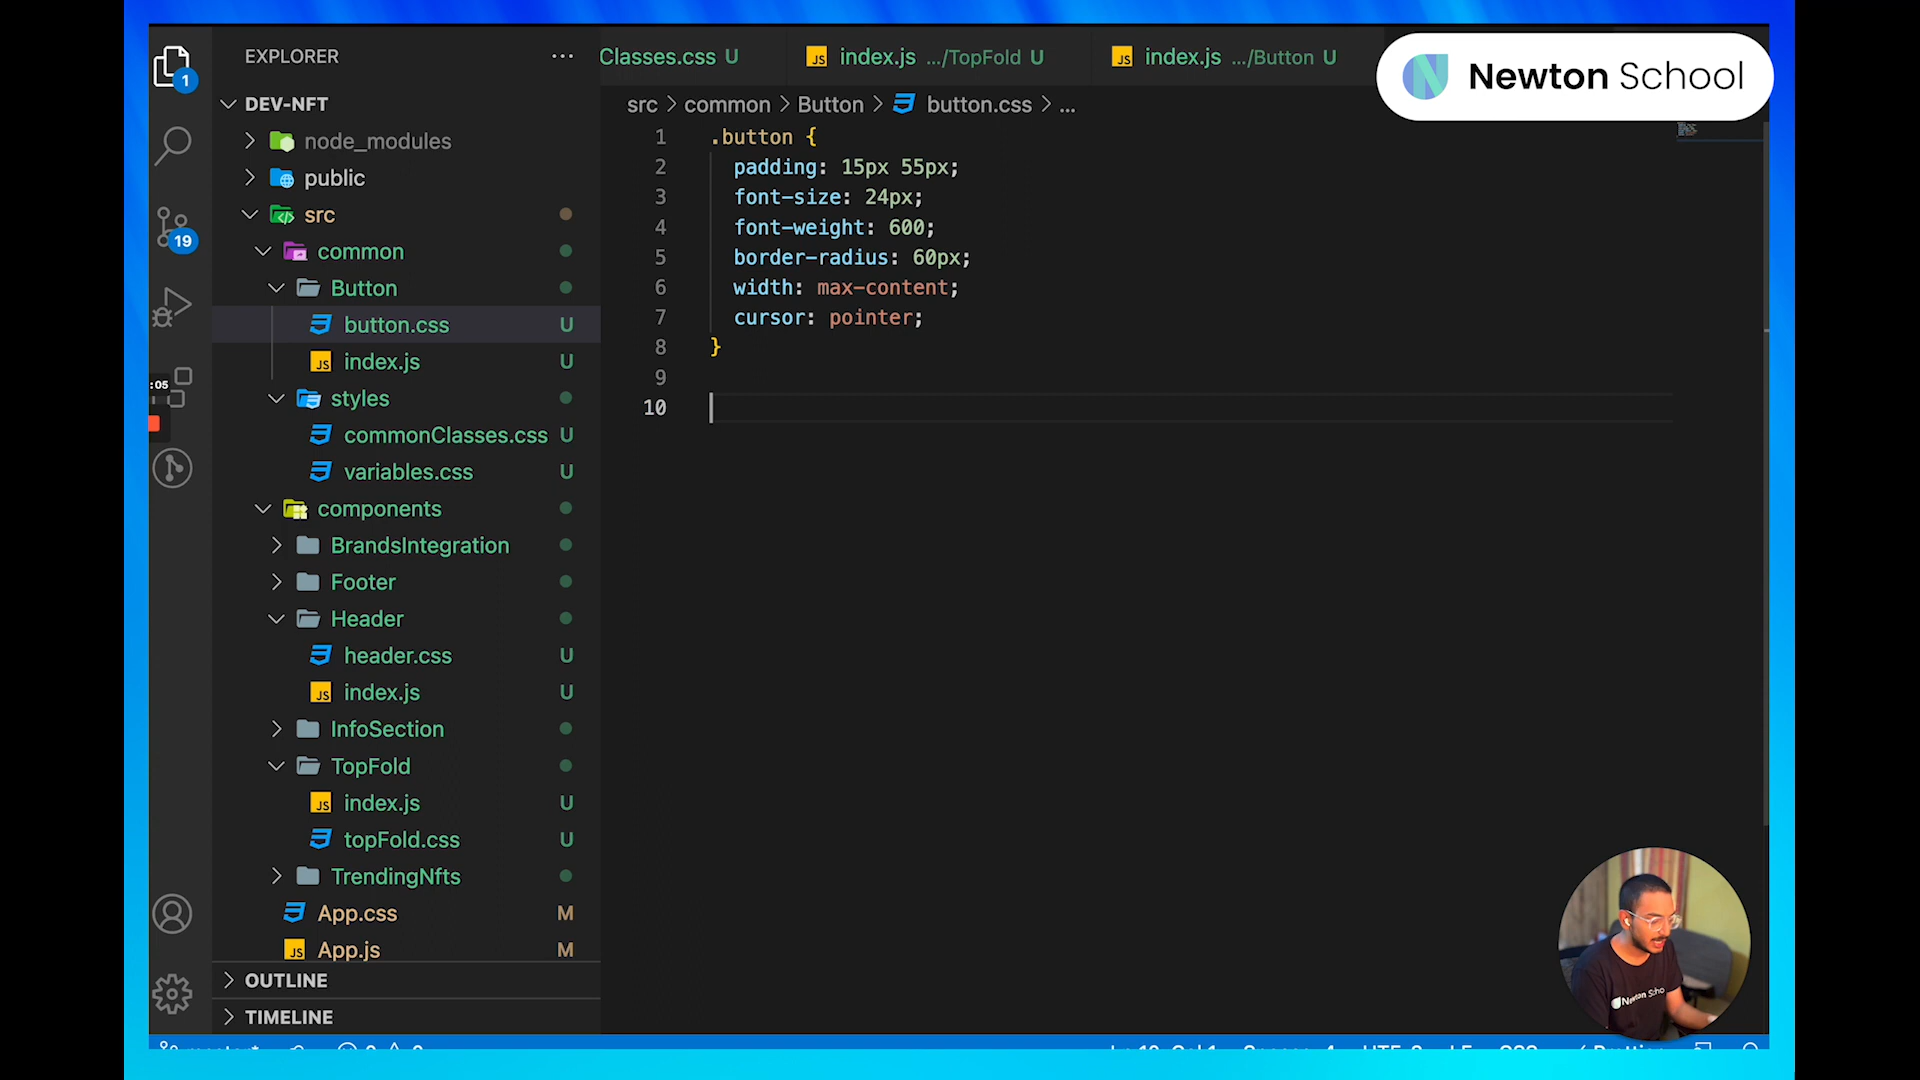 EXPLORER
Classes.css U
index.js .../TopFold U
index.js .../Button U
Newton School
1
DEV-NFT
src > common > Button > button.css > ...
node_modules
public
src
common
Button
button.css U
index.js U
styles
commonClasses.css U
variables.css U
components
BrandsIntegration
Footer
Header
header.css U
index.js U
InfoSection
TopFold
index.js U
topFold.css U
TrendingNfts
App.css M
App.js M
OUTLINE
TIMELINE
19
:05
1 .button {
2 padding: 15px 55px;
3 font-size: 24px;
4 font-weight: 600;
5 border-radius: 60px;
6 width: max-content;
7 cursor: pointer;
8 }
9
10
Newton Scho